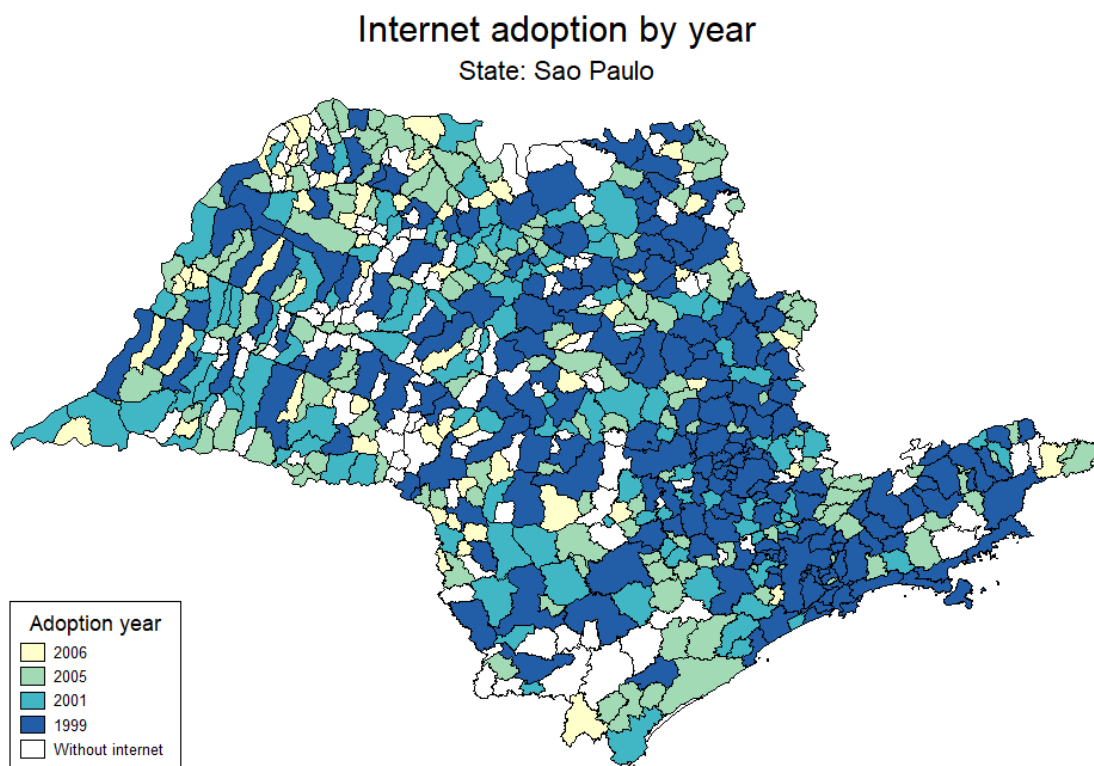 Internet adoption by year
State: Sao Paulo
Adoption year
2006
2005
2001
1999
Without internet